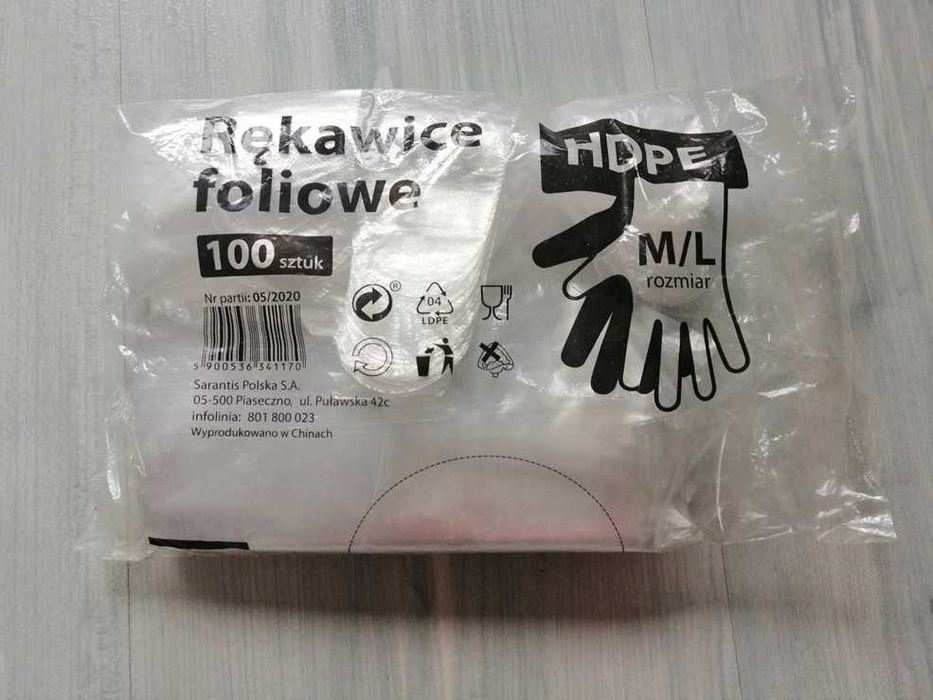 Rękawice
foliowe
100 sztuk
Nr partii: 05/2020
5 900536 341170
Sarantis Polska S.A.
05-500 Piaseczno, ul. Puławska 42c
infolinia: 801 800 023
Wyprodukowano w Chinach
®
04
LDPE
HDPE
M/L
rozmiar